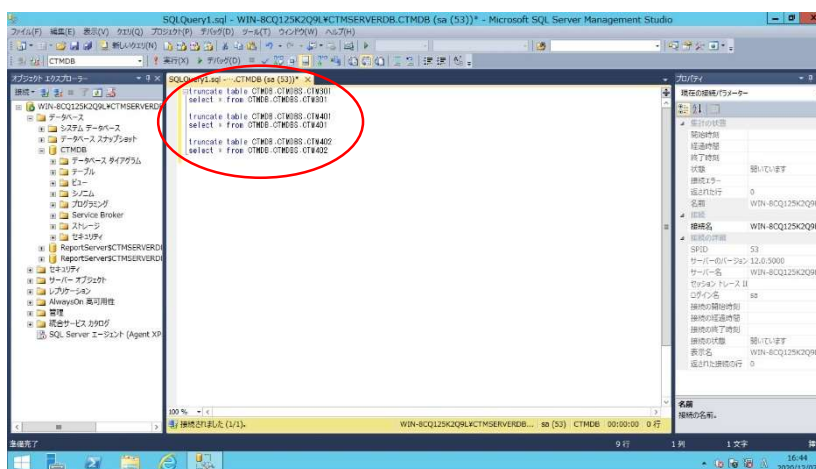 SQLQuery1.sql - WIN-8CQ125K2Q9L¥CTMSERVERDB.CTMDB (sa (53))* - Microsoft SQL Server Management Studio
ファイル(F) 編集(E) 表示(V) クエリ(Q) プロジェクト(P) デバッグ(D) ツール(T) ウィンドウ(W) ヘルプ(H)
新しいクエリ(N)
CTMDB
実行(X) デバッグ(D)
オブジェクト エクスプローラー
接続
WIN-8CQ125K2Q9L¥CTMSERVERD
データベース
システム データベース
データベース スナップショット
CTMDB
データベース ダイアグラム
テーブル
ビュー
シノニム
プログラミング
Service Broker
ストレージ
セキュリティ
ReportServer$CTMSERVERDI
ReportServer$CTMSERVERDI
セキュリティ
サーバー オブジェクト
レプリケーション
AlwaysOn 高可用性
管理
統合サービス カタログ
SQL Server エージェント (Agent XP
SQLQuery1.sql -....CTMDB (sa (53))*
truncate table CTMDB.CTMDBS.CTW301
select * from CTMDB.CTMDBS.CTW301
truncate table CTMDB.CTMDBS.CTW401
select * from CTMDB.CTMDBS.CTW401
truncate table CTMDB.CTMDBS.CTW402
select * from CTMDB.CTMDBS.CTW402
100 %
接続されました (1/1)。
WIN-8CQ125K2Q9L¥CTMSERVERDB... sa (53) CTMDB 00:00:00 0 行
プロパティ
現在の接続パラメーター
集計の状態
開始時刻
経過時間
終了時刻
状態 開いています
接続エラー
返された行 0
名前 WIN-8CQ125K2Q9L
接続
接続名 WIN-8CQ125K2Q9L
接続の詳細
SPID 53
サーバーのバージョン 12.0.5000
サーバー名 WIN-8CQ125K2Q9L
セッション トレース II
ログイン名 sa
接続の開始時刻
接続の経過時間
接続の終了時刻
接続の状態 開いています
表示名 WIN-8CQ125K2Q9L
返された接続の行 0
名前
接続の名前。
準備完了
9 行 1 列 1 文字
16:44